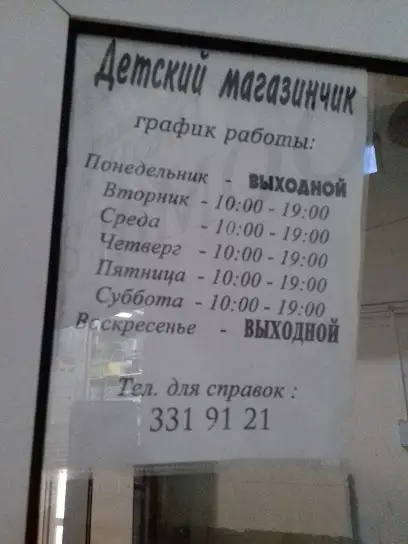 Детский магазинчик
график работы:
Понедельник - ВЫХОДНОЙ
Вторник - 10:00 - 19:00
Среда - 10:00 - 19:00
Четверг - 10:00 - 19:00
Пятница - 10:00 - 19:00
Суббота - 10:00 - 19:00
Воскресенье - ВЫХОДНОЙ
Тел. для справок :
331 91 21